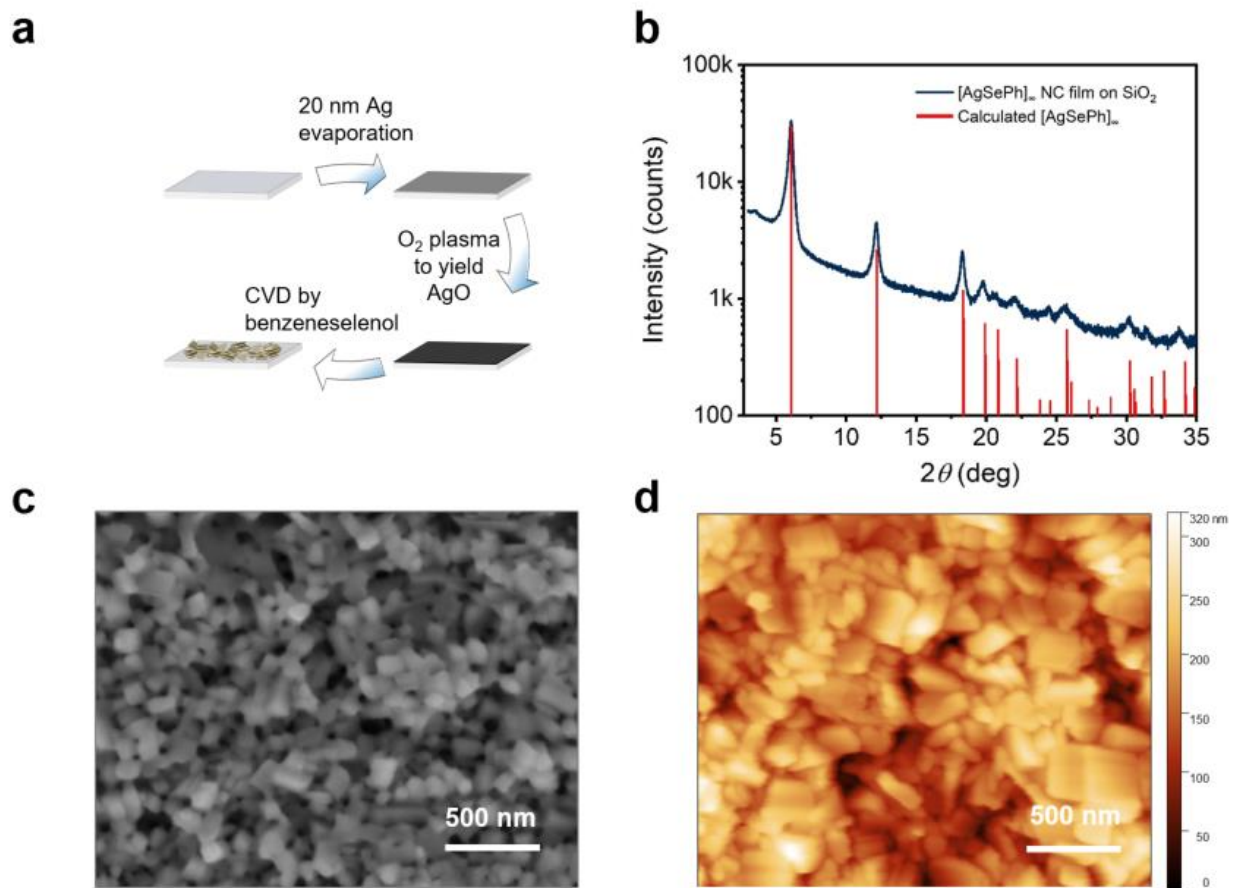 a
20 nm Ag
evaporation
O₂ plasma
to yield
AgO
CVD by
benzeneselenol
b
100k
10k
1k
100
Intensity (counts)
[AgSePh]∞ NC film on SiO₂
Calculated [AgSePh]∞
5 10 15 20 25 30 35
2θ (deg)
c
500 nm
d
500 nm
320 nm
300
250
200
150
100
50
0